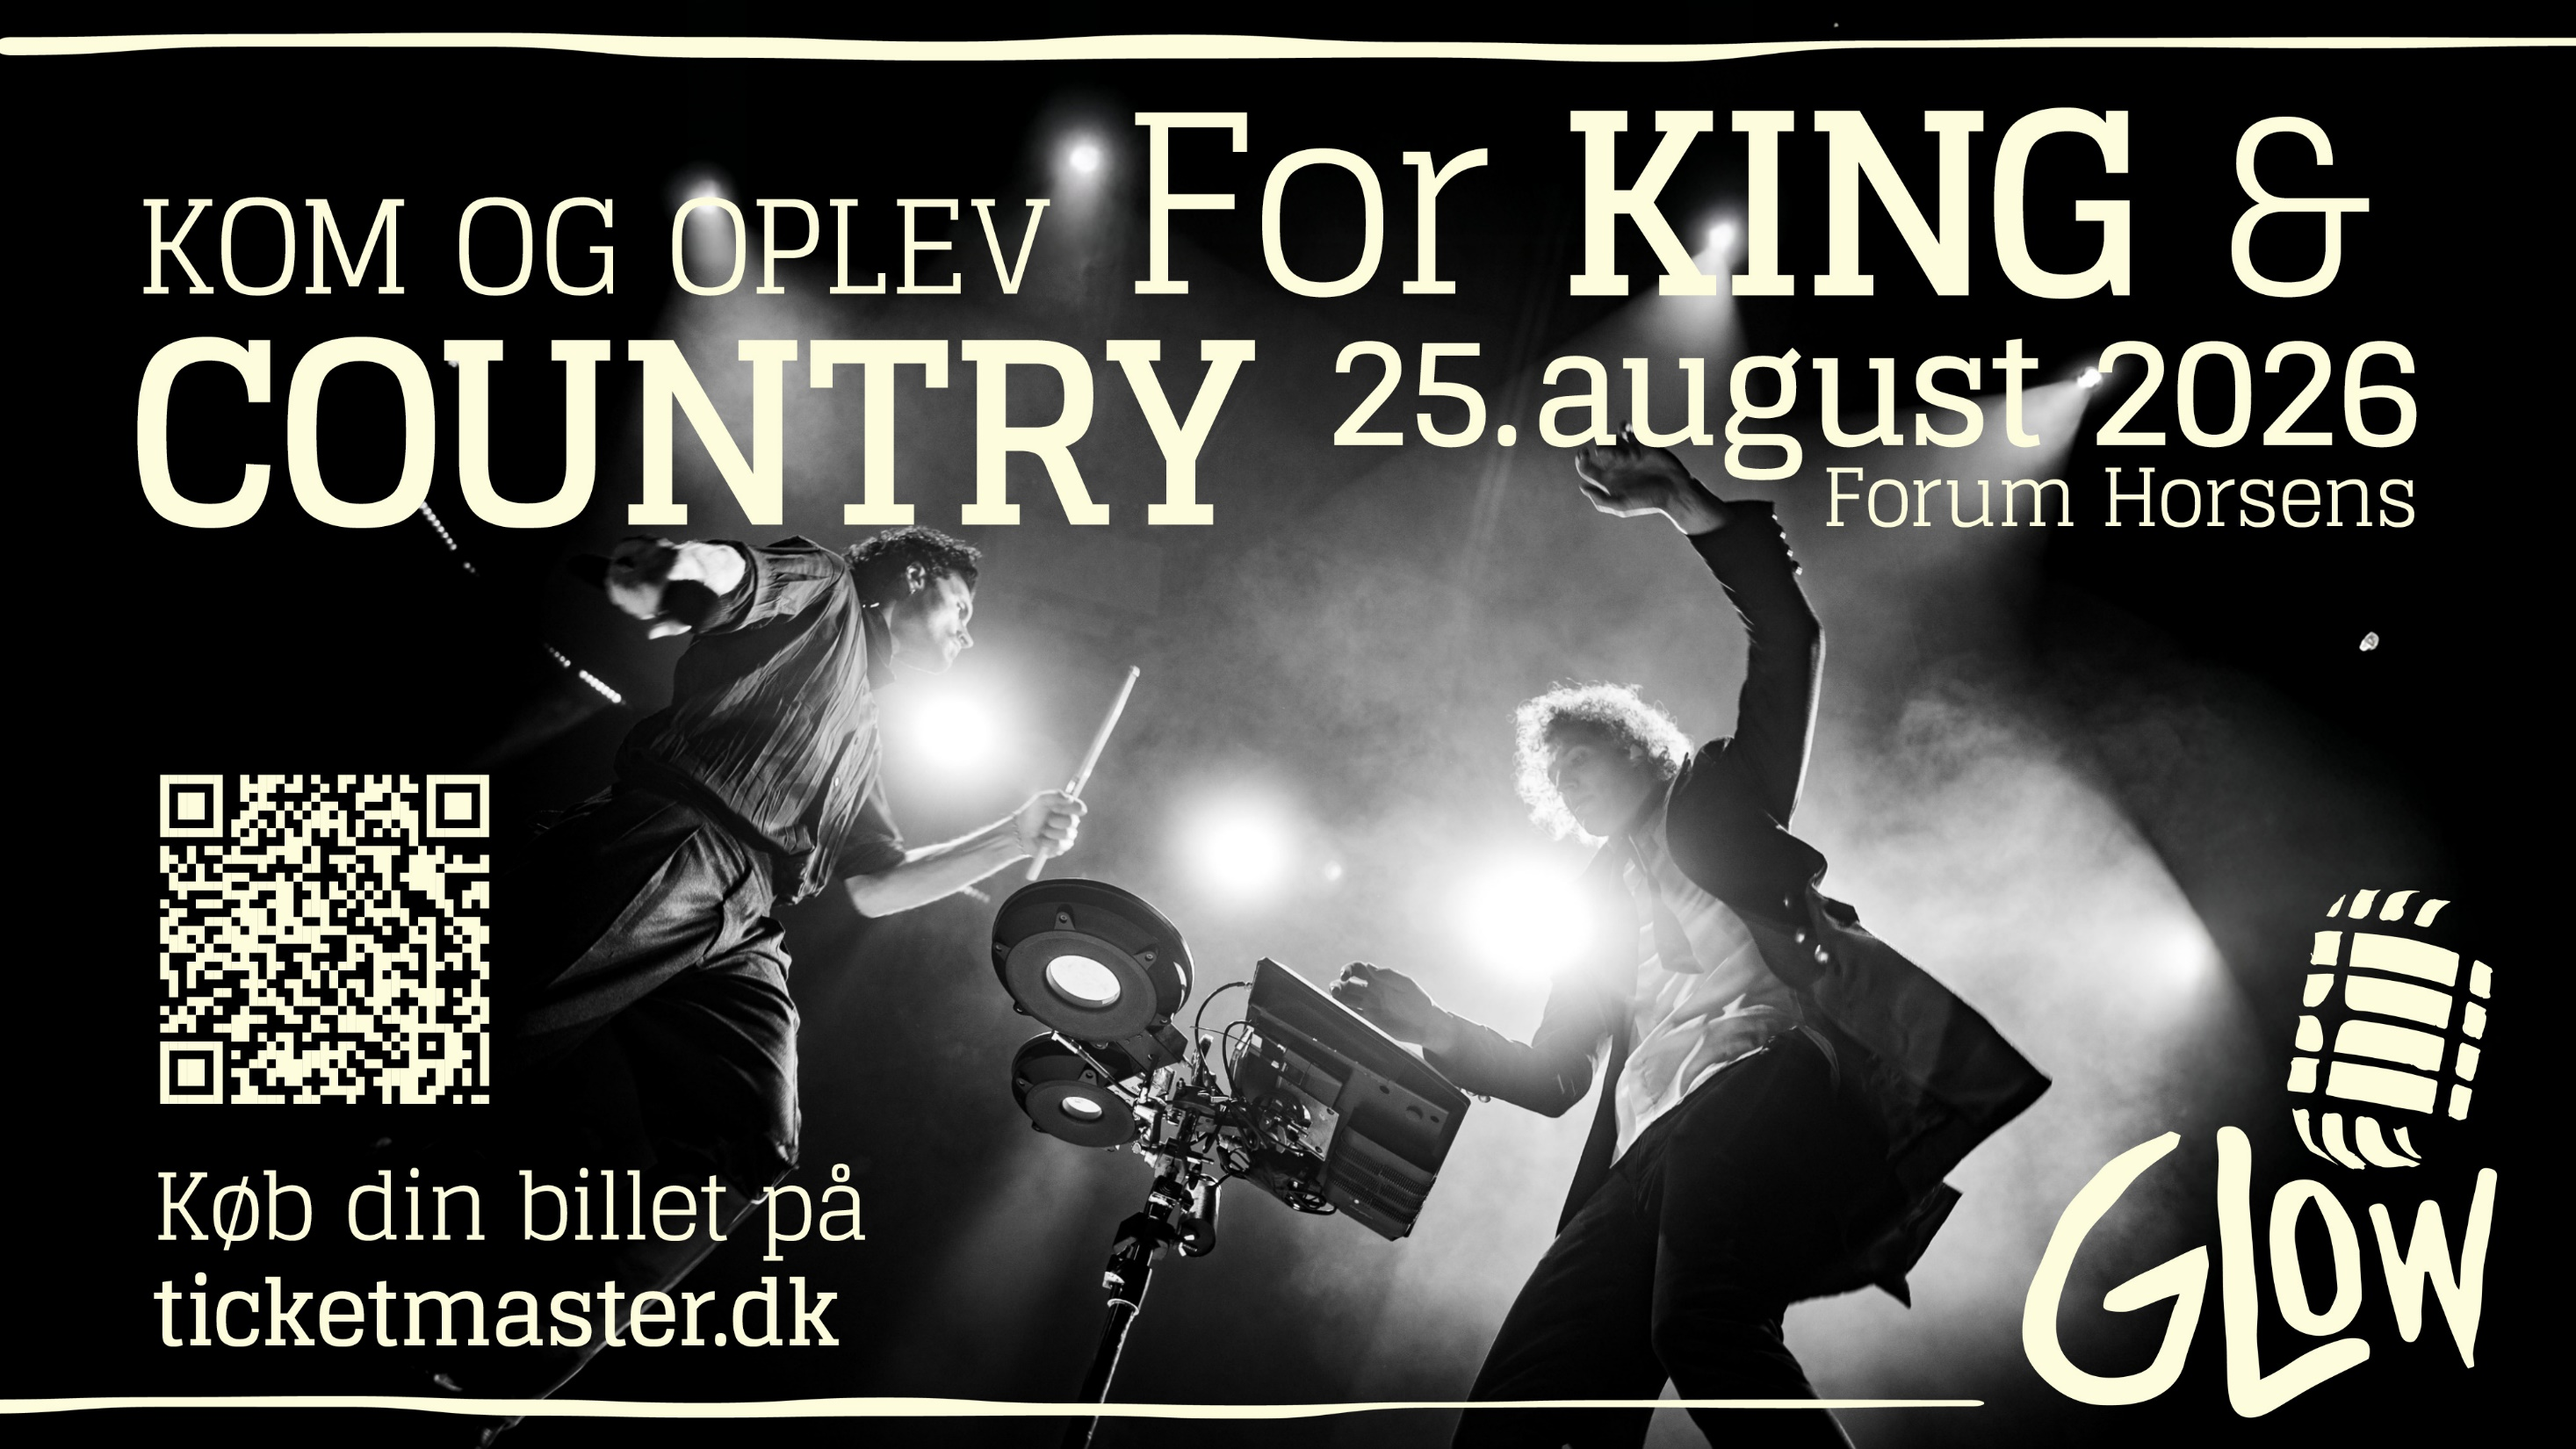 KOM OG OPLEV For KING &
COUNTRY 25.august 2026
Forum Horsens
Køb din billet på
ticketmaster.dk
GLOW